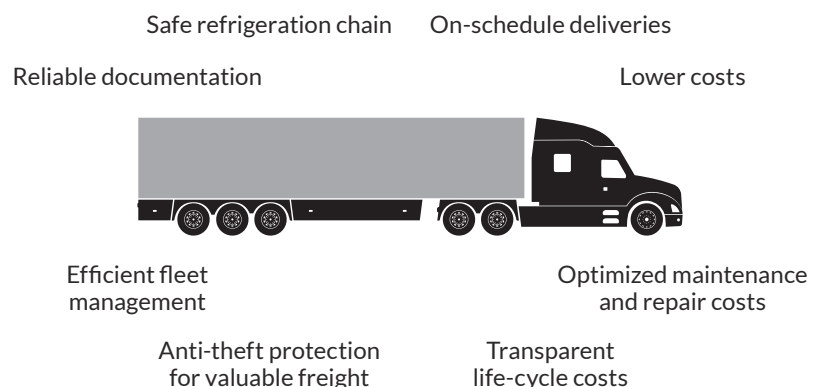 Safe refrigeration chain
On-schedule deliveries
Reliable documentation
Lower costs
Efficient fleet
management
Optimized maintenance
and repair costs
Anti-theft protection
for valuable freight
Transparent
life-cycle costs